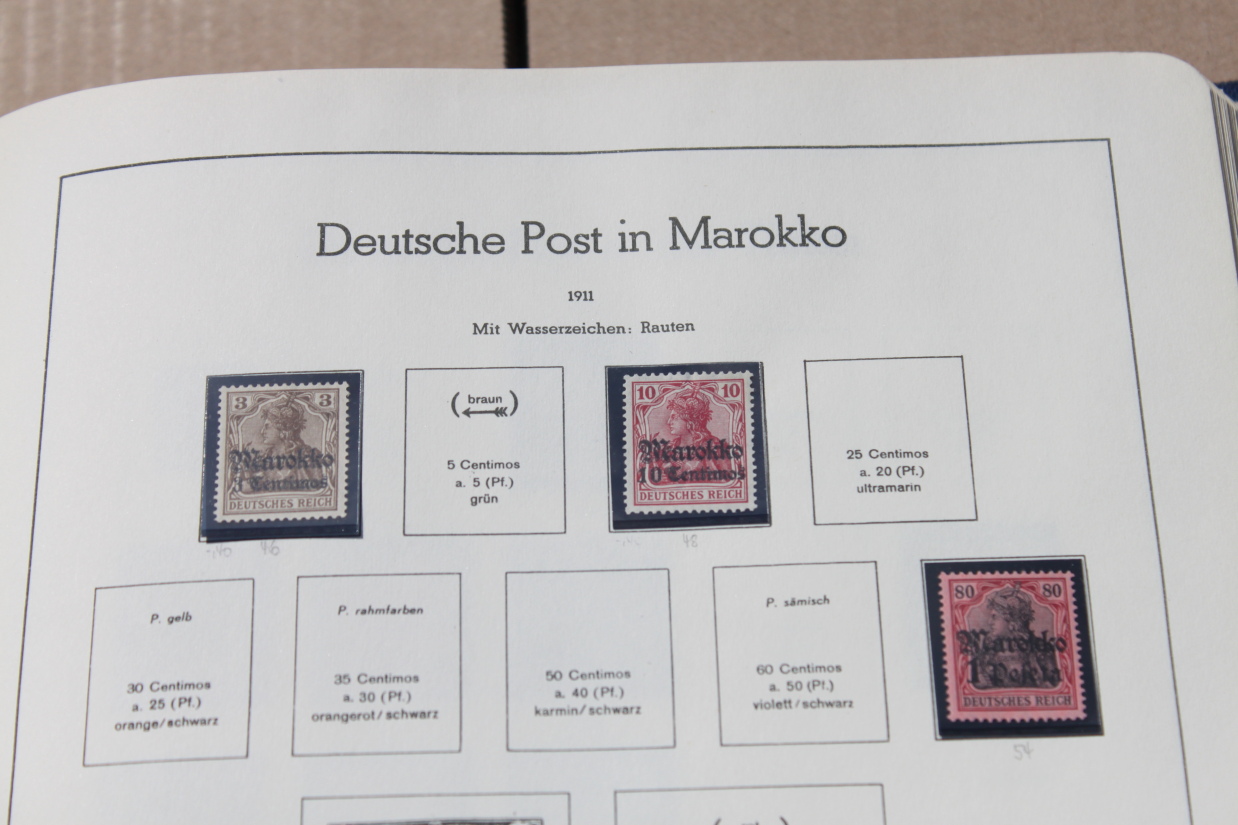 Deutsche Post in Marokko
1911
Mit Wasserzeichen: Rauten
3 3
Marokko
3 Centimos
DEUTSCHES REICH
(braun)
5 Centimos
a. 5 (Pf.)
grün
10 10
Marokko
10 Centimos
DEUTSCHES REICH
25 Centimos
a. 20 (Pf.)
ultramarin
46
48
P. gelb
30 Centimos
a. 25 (Pf.)
orange/schwarz
P. rahmfarben
35 Centimos
a. 30 (Pf.)
orangerot/schwarz
50 Centimos
a. 40 (Pf.)
karmin/schwarz
P. sämisch
60 Centimos
a. 50 (Pf.)
violett/schwarz
80 80
Marokko
DEUTSCHES REICH
54